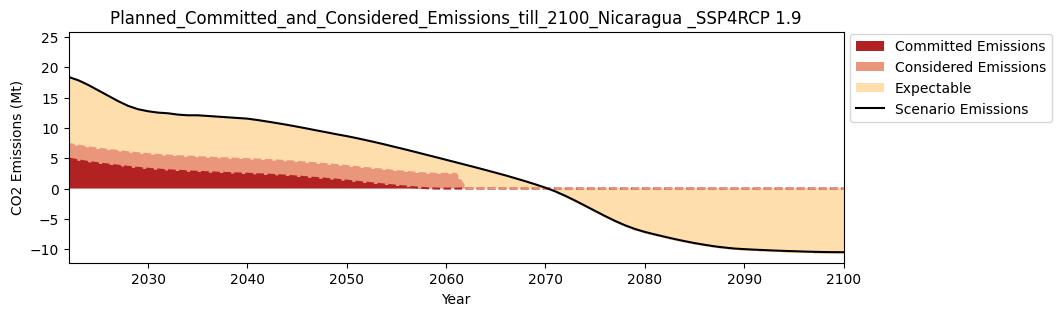 Planned_Committed_and_Considered_Emissions_till_2100_Nicaragua _SSP4RCP 1.9
25
20
15
10
5
0
−5
−10
CO2 Emissions (Mt)
2030
2040
2050
2060
2070
2080
2090
2100
Year
Committed Emissions
Considered Emissions
Expectable
Scenario Emissions